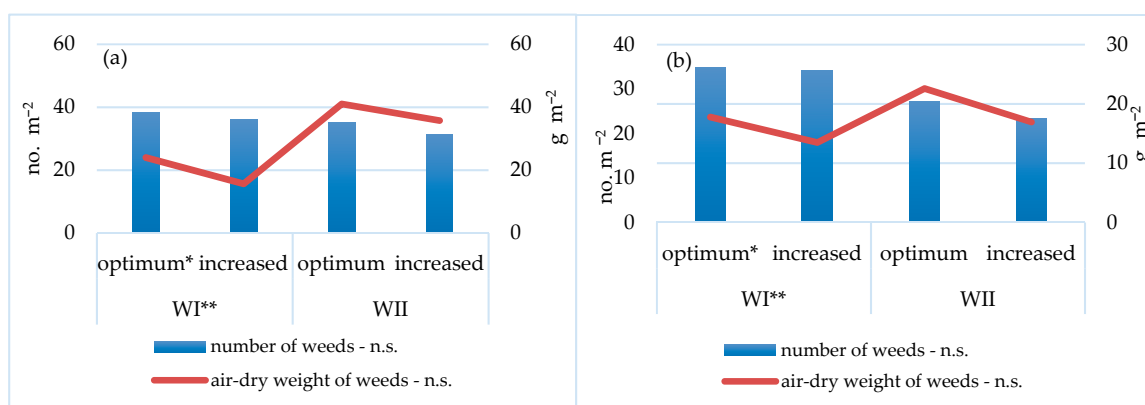 (a)
60
40
20
0
no. m⁻²
60
40
20
0
g m⁻²
optimum* increased optimum increased
WI** WII
number of weeds - n.s.
air-dry weight of weeds - n.s.
(b)
40
30
20
10
0
no. m⁻²
30
20
10
0
g m⁻²
optimum* increased optimum increased
WI** WII
number of weeds - n.s.
air-dry weight of weeds - n.s.